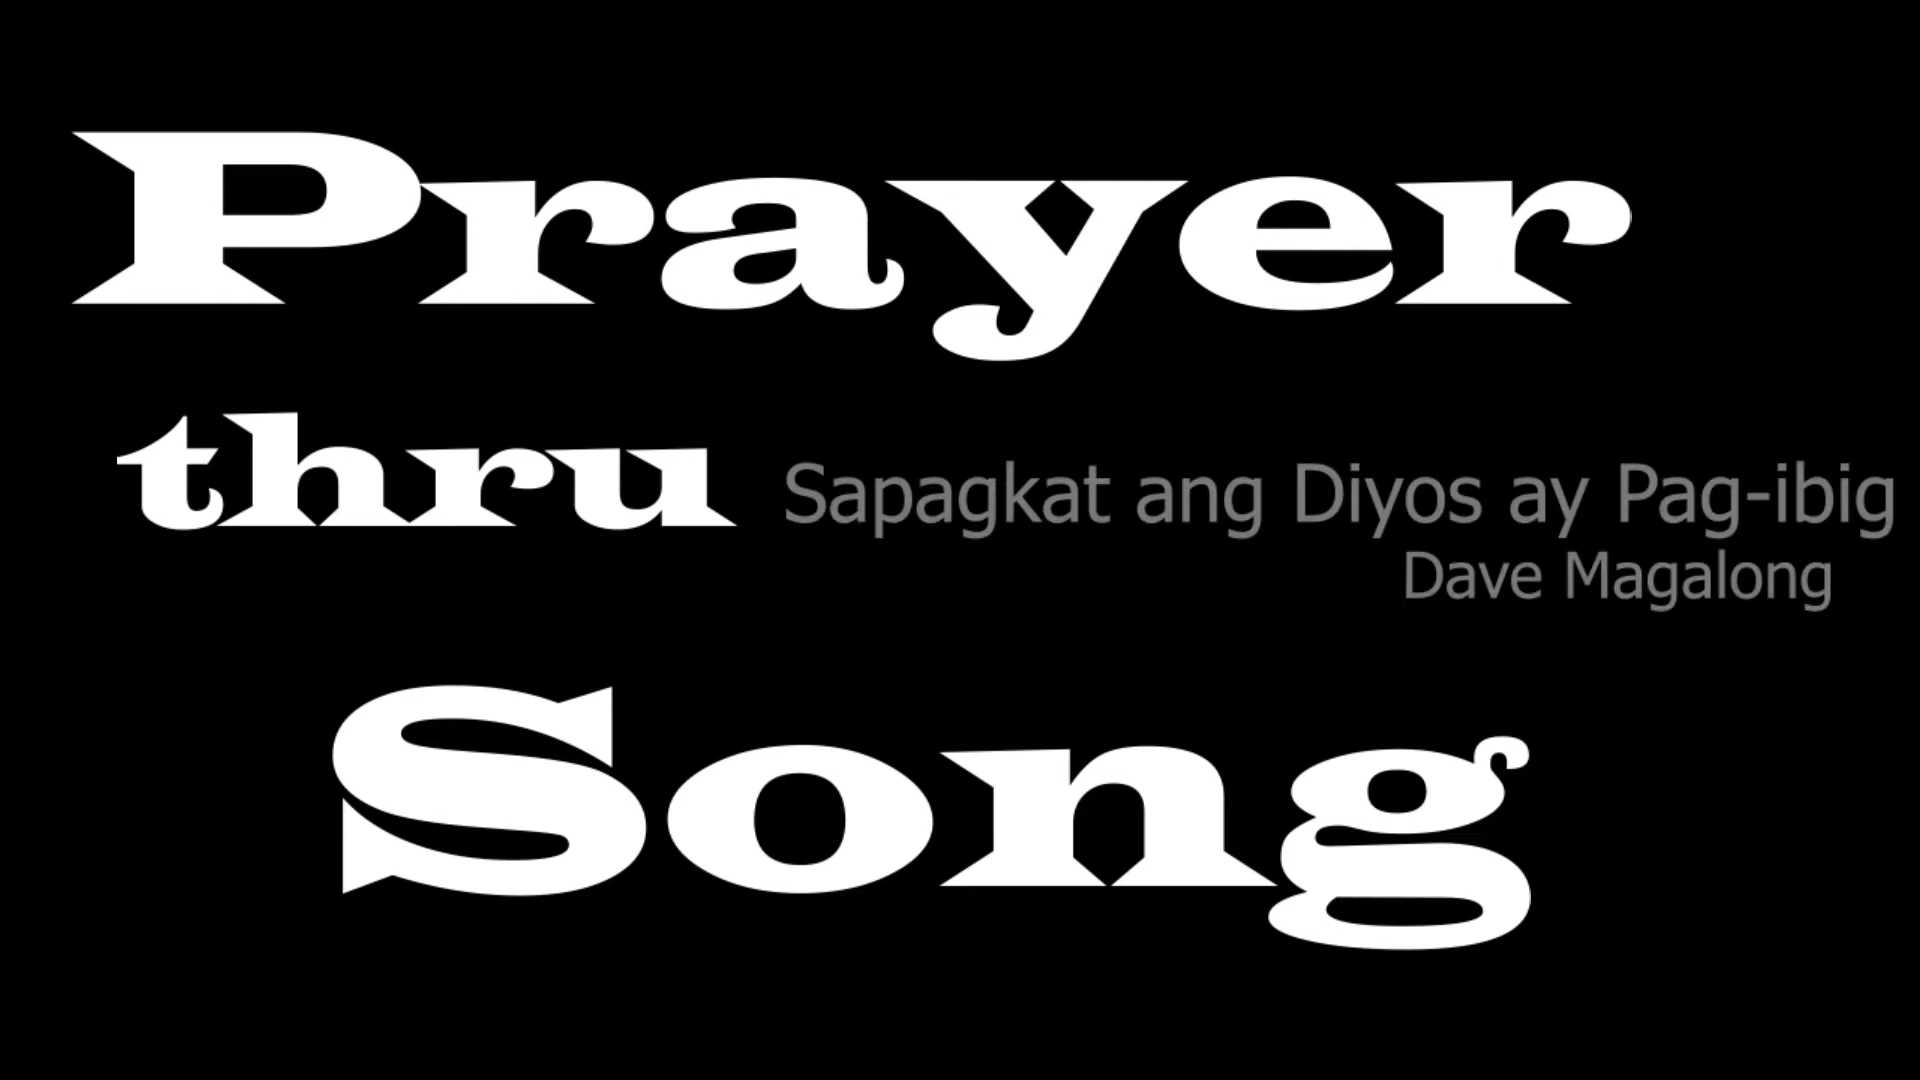 Prayer
thru
Sapagkat ang Diyos ay Pag-ibig
Dave Magalong
Song